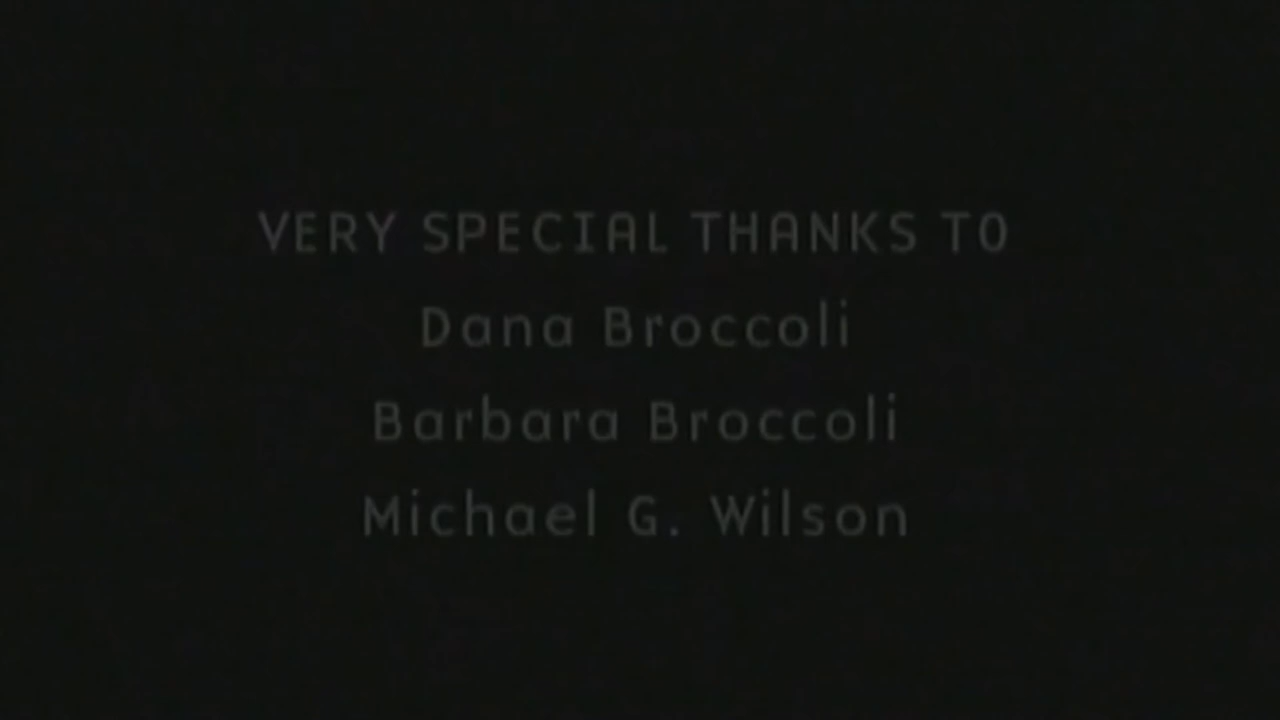 VERY SPECIAL THANKS TO
Dana Broccoli
Barbara Broccoli
Michael G. Wilson